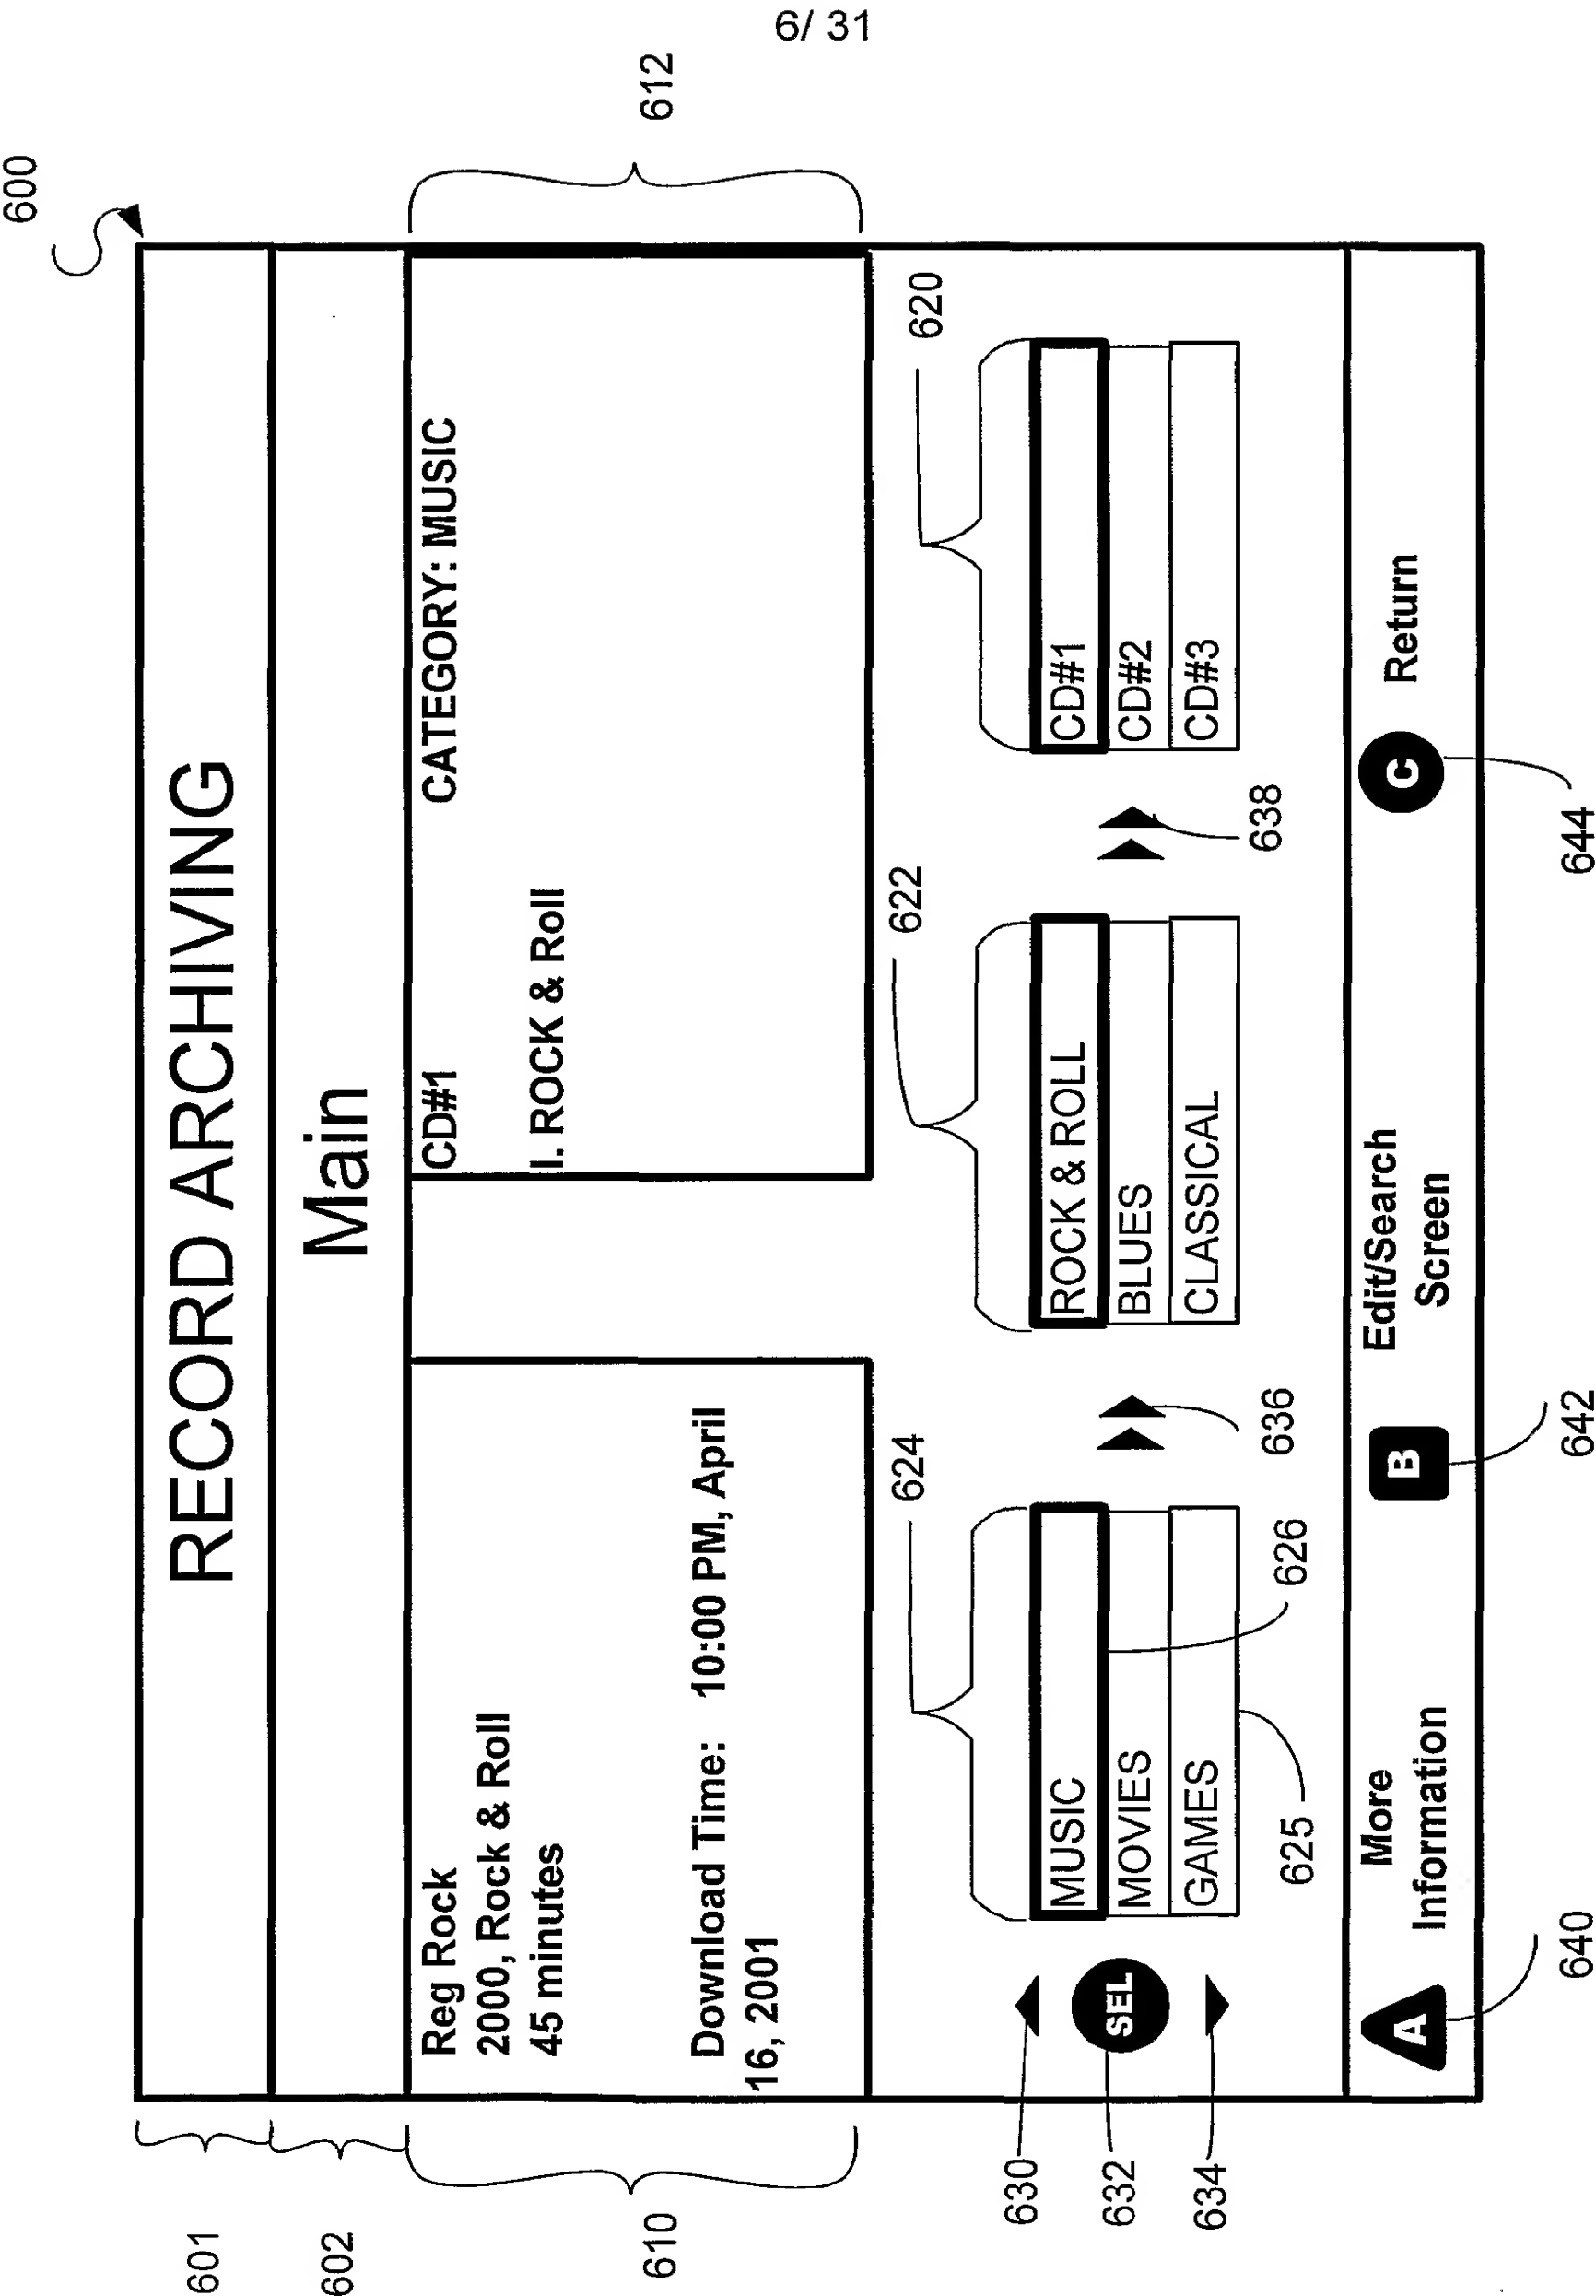 6/ 31
600
601
RECORD ARCHIVING
602
Main
610
Reg Rock
2000, Rock & Roll
45 minutes
Download Time: 10:00 PM, April
16, 2001
612
CD#1 CATEGORY: MUSIC
I. ROCK & Roll
624
622
620
630
632
634
SEL
MUSIC
MOVIES
GAMES
625
626
636
ROCK & ROLL
BLUES
CLASSICAL
638
CD#1
CD#2
CD#3
A
More
Information
B
Edit/Search
Screen
C
Return
640
642
644